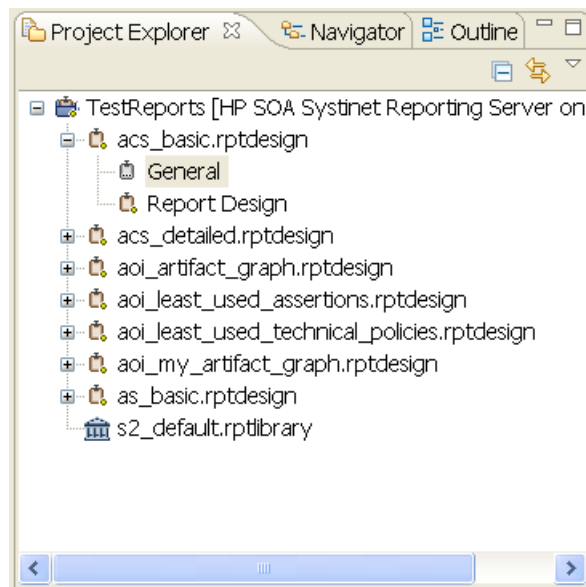 Project Explorer Navigator Outline
TestReports [HP SOA Systinet Reporting Server on
acs_basic.rptdesign
General
Report Design
acs_detailed.rptdesign
aoi_artifact_graph.rptdesign
aoi_least_used_assertions.rptdesign
aoi_least_used_technical_policies.rptdesign
aoi_my_artifact_graph.rptdesign
as_basic.rptdesign
s2_default.rptlibrary